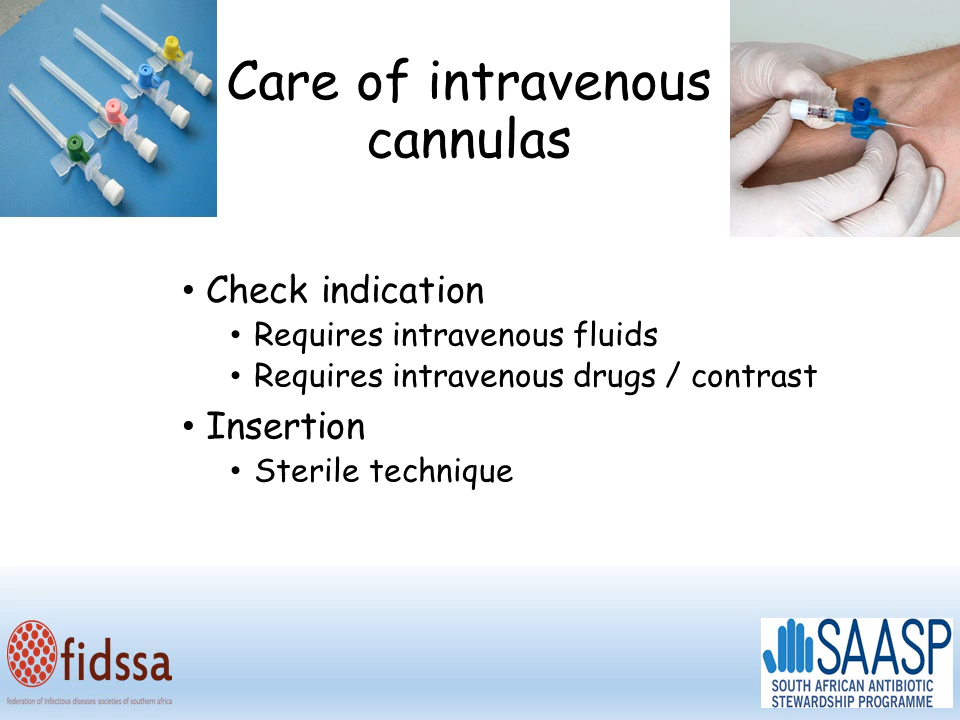 Care of intravenous
cannulas
• Check indication
• Requires intravenous fluids
• Requires intravenous drugs / contrast
• Insertion
• Sterile technique
fidssa
federation of infectious diseases societies of southern africa
SAASP
SOUTH AFRICAN ANTIBIOTIC
STEWARDSHIP PROGRAMME